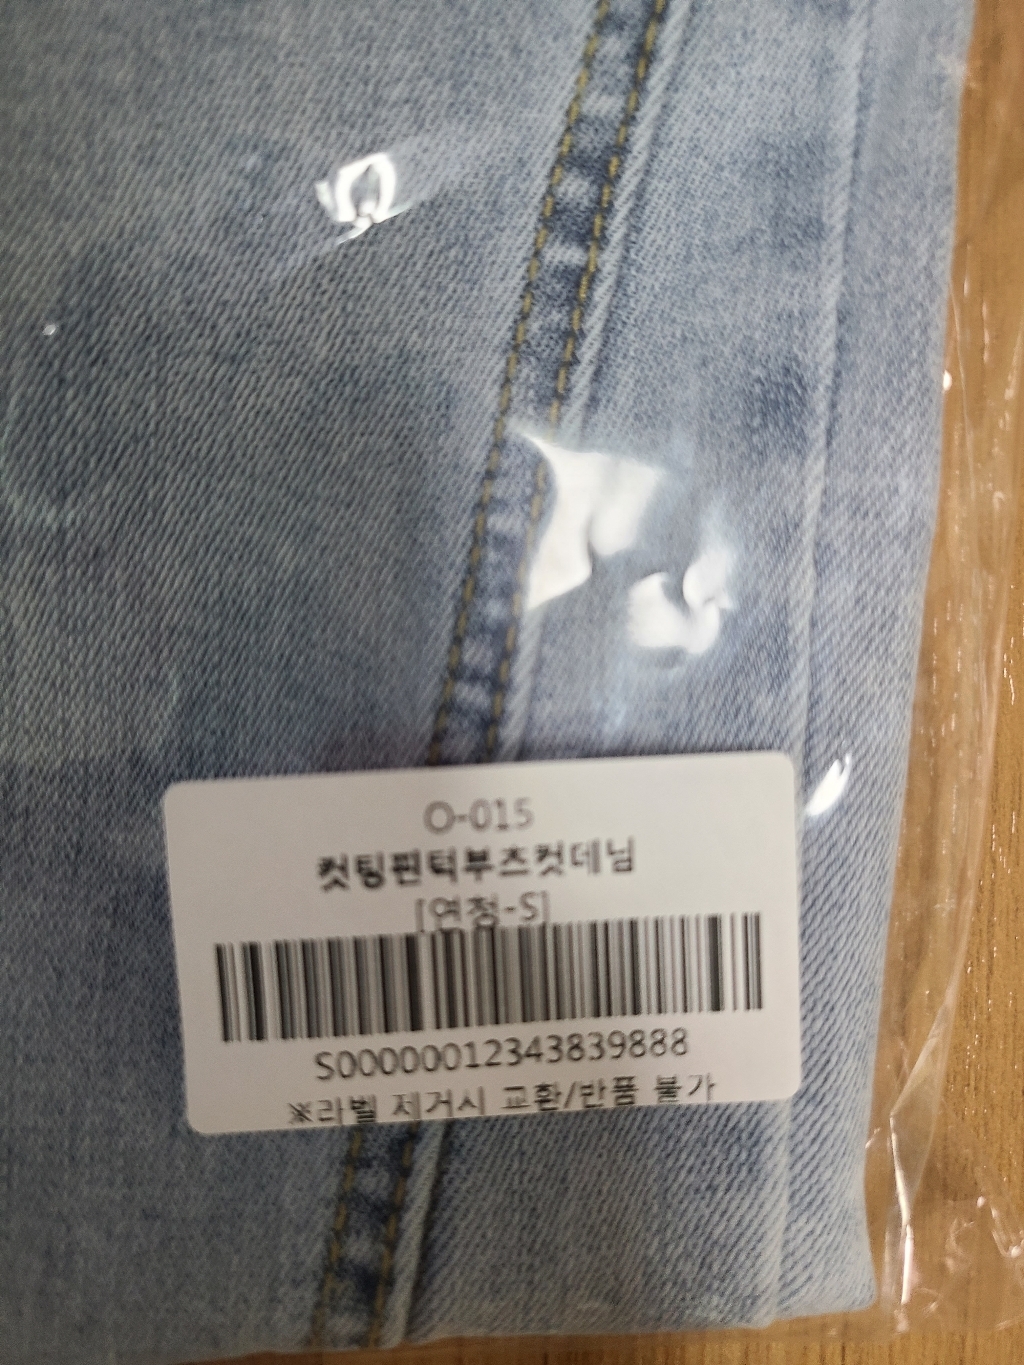 O-015
컷팅핀턱부츠컷데님
[연청-S]
S00000012343839888
※라벨 제거시 교환/반품 불가